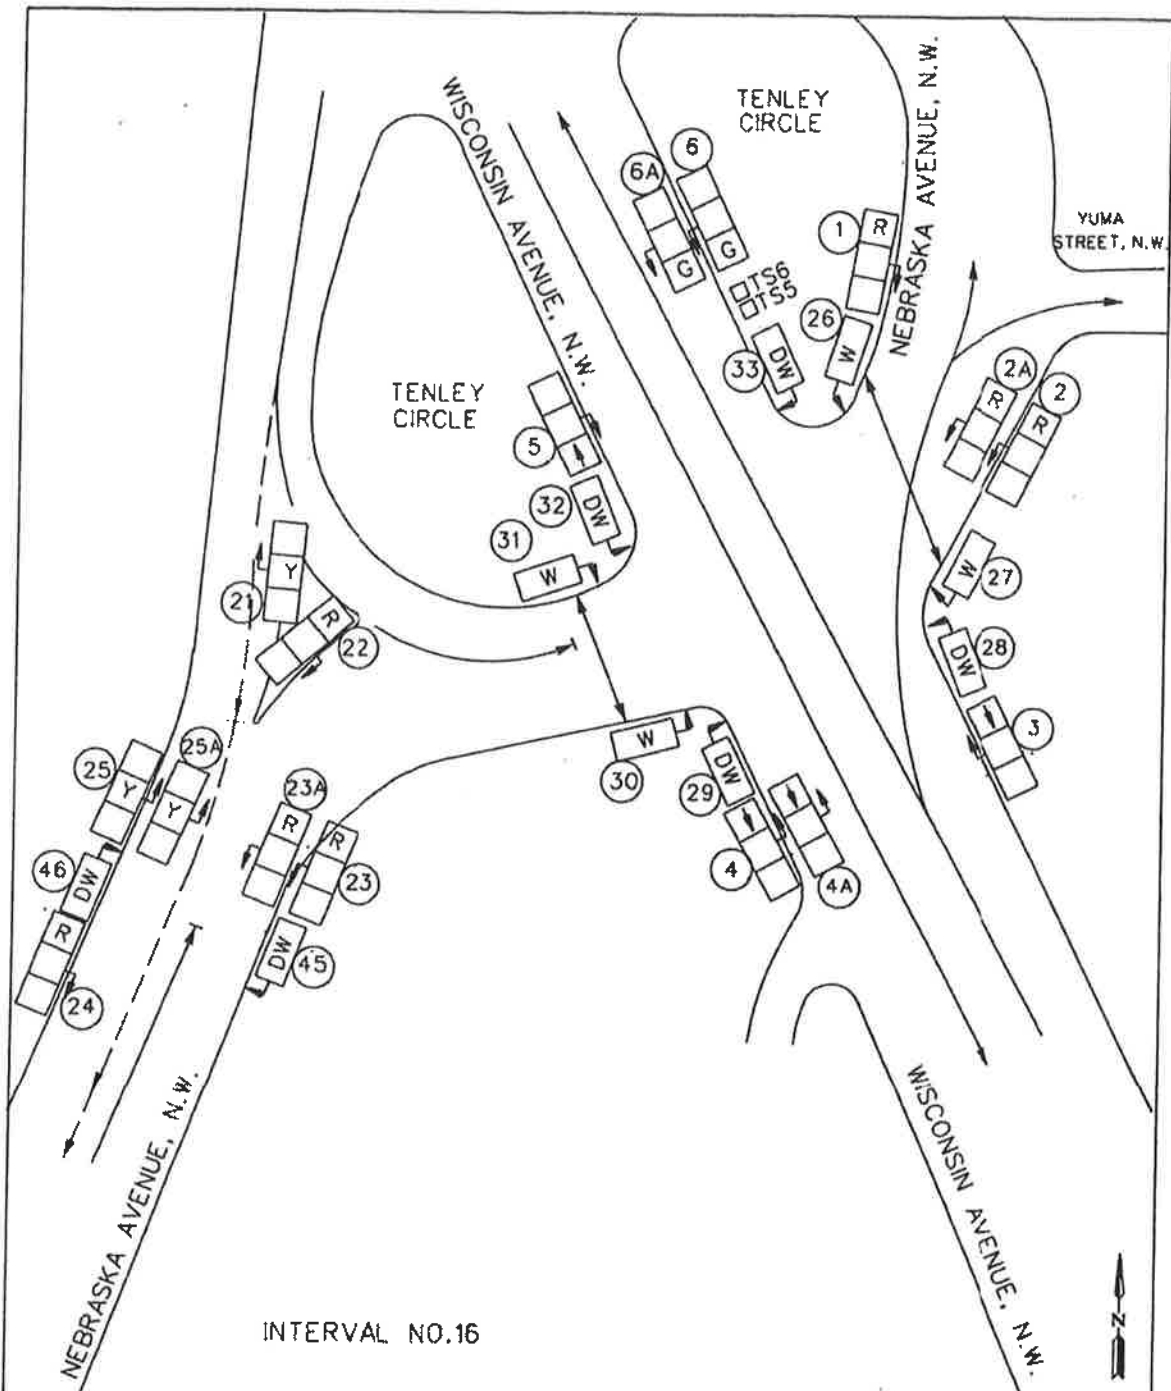 WISCONSIN AVENUE, N.W.
TENLEY
CIRCLE
NEBRASKA AVENUE, N.W.
YUMA
STREET, N.W.
6
6A
G
G
1
R
TS6
TS5
26
W
33
DW
2A
2
R
R
TENLEY
CIRCLE
5
32
DW
31
W
27
W
28
DW
3
21
Y
22
R
30
W
29
DW
4
4A
25
Y
25A
Y
23A
R
23
R
46
DW
R
24
DW
45
NEBRASKA AVENUE, N.W.
WISCONSIN AVENUE, N.W.
INTERVAL NO.16
N